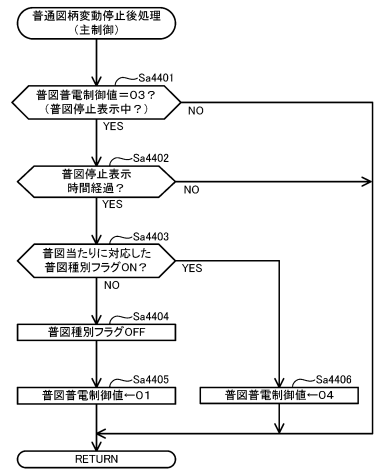 普通図柄変動停止後処理
(主制御)
Sa4401
普図普電制御値＝03？
(普図停止表示中？)
NO
YES
Sa4402
普図停止表示
時間経過？
NO
YES
Sa4403
普図当たりに対応した
普図種別フラグON？
YES
NO
Sa4404
普図種別フラグOFF
Sa4405
普図普電制御値←01
Sa4406
普図普電制御値←04
RETURN